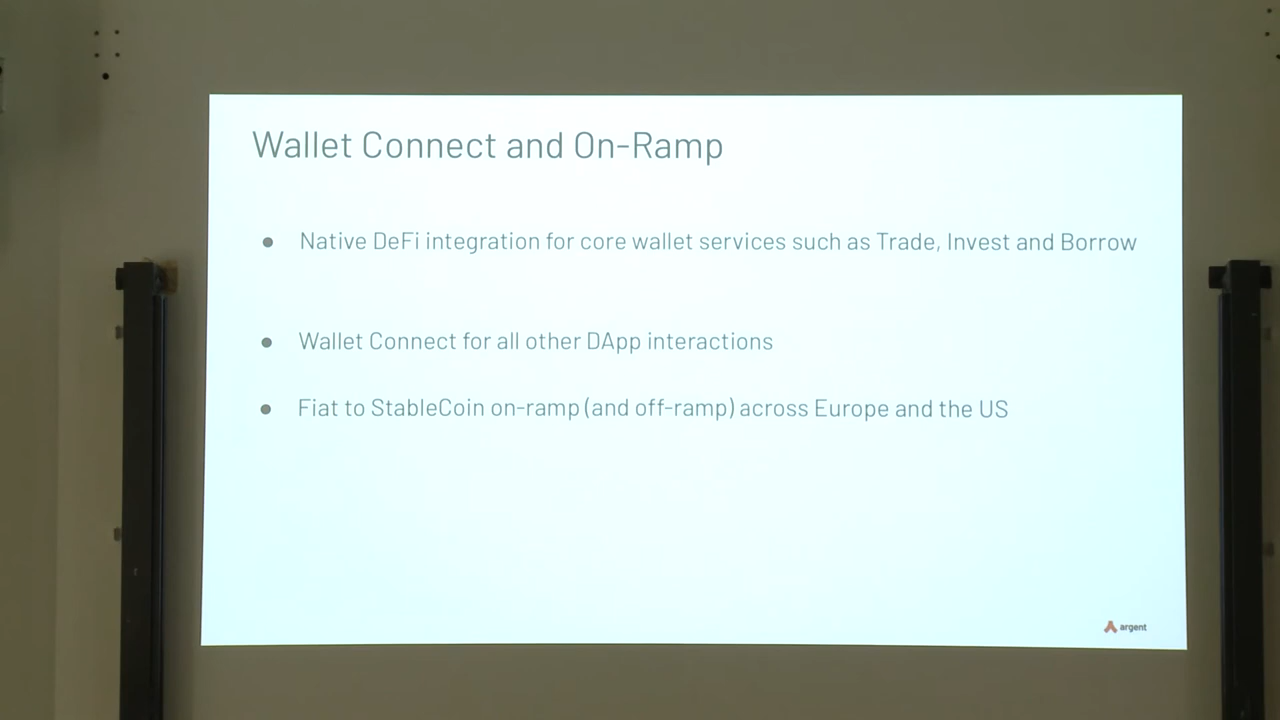 Wallet Connect and On-Ramp
● Native DeFi integration for core wallet services such as Trade, Invest and Borrow
● Wallet Connect for all other DApp interactions
● Fiat to StableCoin on-ramp (and off-ramp) across Europe and the US
argent